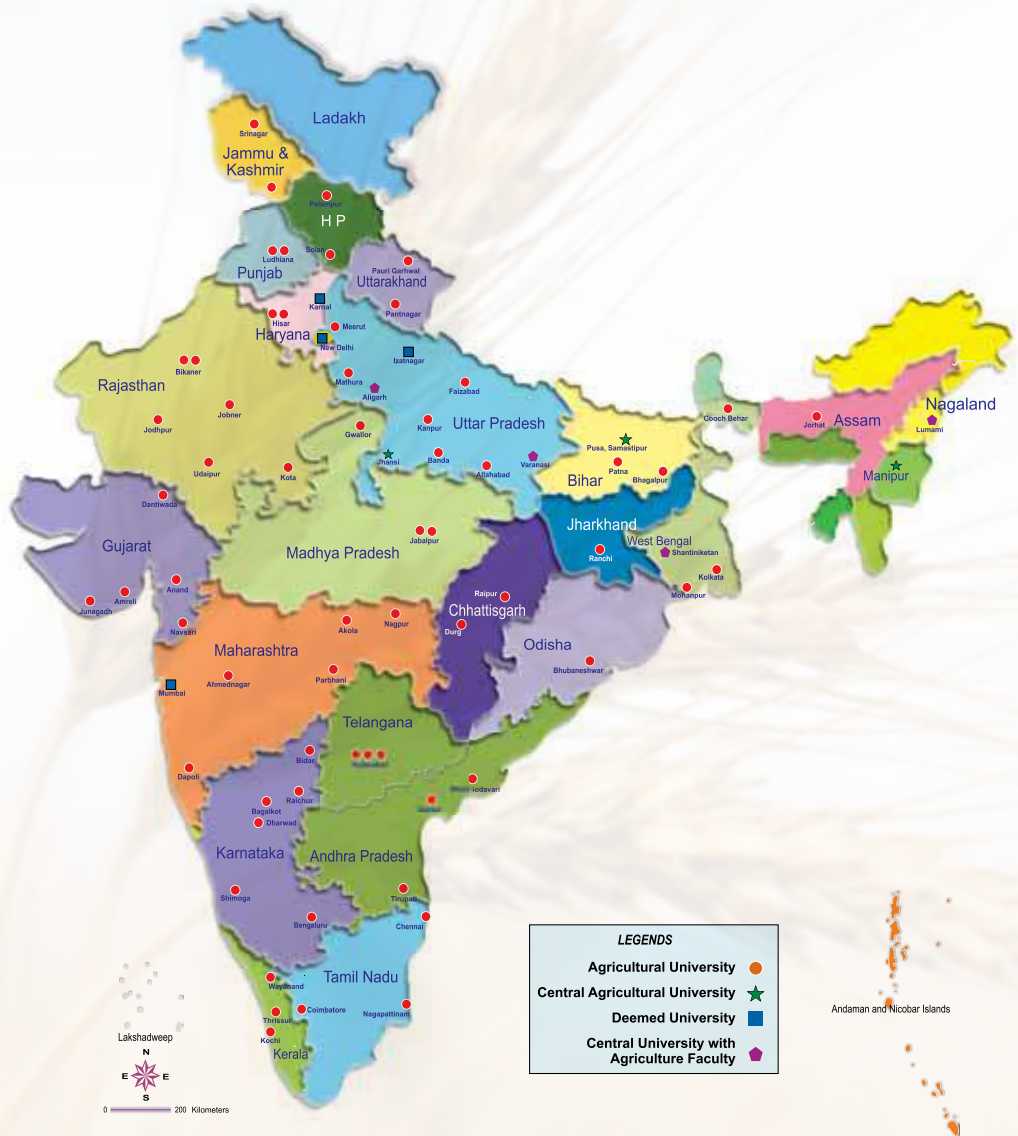 Ladakh
Srinagar
Jammu &
Kashmir
Palampur
H P
Solan
Ludhiana
Punjab
Pauri Garhwal
Uttarakhand
Pantnagar
Karnal
Hisar
Haryana
Meerut
New Delhi
Izatnagar
Bikaner
Rajasthan
Mathura
Aligarh
Faizabad
Jobner
Jodhpur
Gwalior
Kanpur
Uttar Pradesh
Cooch Behar
Jorhat
Assam
Nagaland
Lumami
Udaipur
Kota
Jhansi
Banda
Allahabad
Varanasi
Pusa, Samastipur
Patna
Bhagalpur
Bihar
Manipur
Dantiwada
Gujarat
Madhya Pradesh
Jabalpur
Jharkhand
Ranchi
West Bengal
Shantiniketan
Kolkata
Mohanpur
Anand
Amreli
Junagadh
Navsari
Raipur
Chhattisgarh
Durg
Akola
Nagpur
Maharashtra
Odisha
Bhubaneshwar
Ahmednagar
Parbhani
Mumbai
Telangana
Bidar
Dapoli
Raichur
Bagalkot
Dharwad
Karnataka
Andhra Pradesh
Shimoga
Tirupati
Bengaluru
Chennai
Wayanand
Tamil Nadu
Coimbatore
Nagapattinam
Thrissur
Kochi
Kerala
LEGENDS
Agricultural University
Central Agricultural University
Deemed University
Central University with
Agriculture Faculty
Andaman and Nicobar Islands
Lakshadweep
N
E E
S
0 200 Kilometers